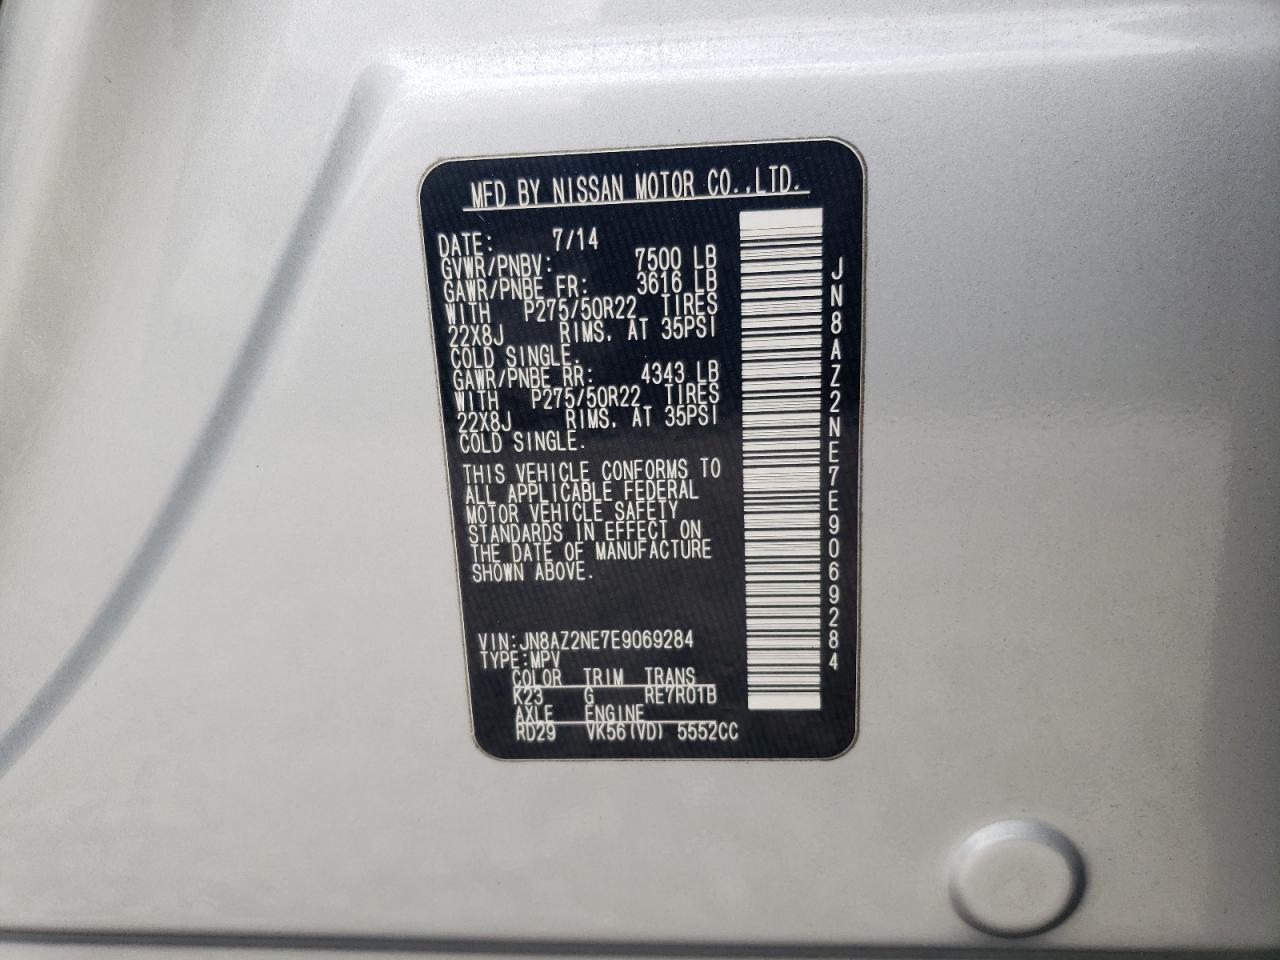 MFD BY NISSAN MOTOR CO.,LTD.
DATE: 7/14
GVWR/PNBV: 7500 LB
GAWR/PNBE FR: 3616 LB
WITH P275/50R22 TIRES
22X8J RIMS. AT 35PSI
COLD SINGLE.
GAWR/PNBE RR: 4343 LB
WITH P275/50R22 TIRES
22X8J RIMS. AT 35PSI
COLD SINGLE.
THIS VEHICLE CONFORMS TO
ALL APPLICABLE FEDERAL
MOTOR VEHICLE SAFETY
STANDARDS IN EFFECT ON
THE DATE OF MANUFACTURE
SHOWN ABOVE.
VIN:JN8AZ2NE7E9069284
TYPE:MPV
COLOR TRIM TRANS
K23 G RE7R01B
AXLE ENGINE
RD29 VK56(VD) 5552CC
JN8AZ2NE7E9069284